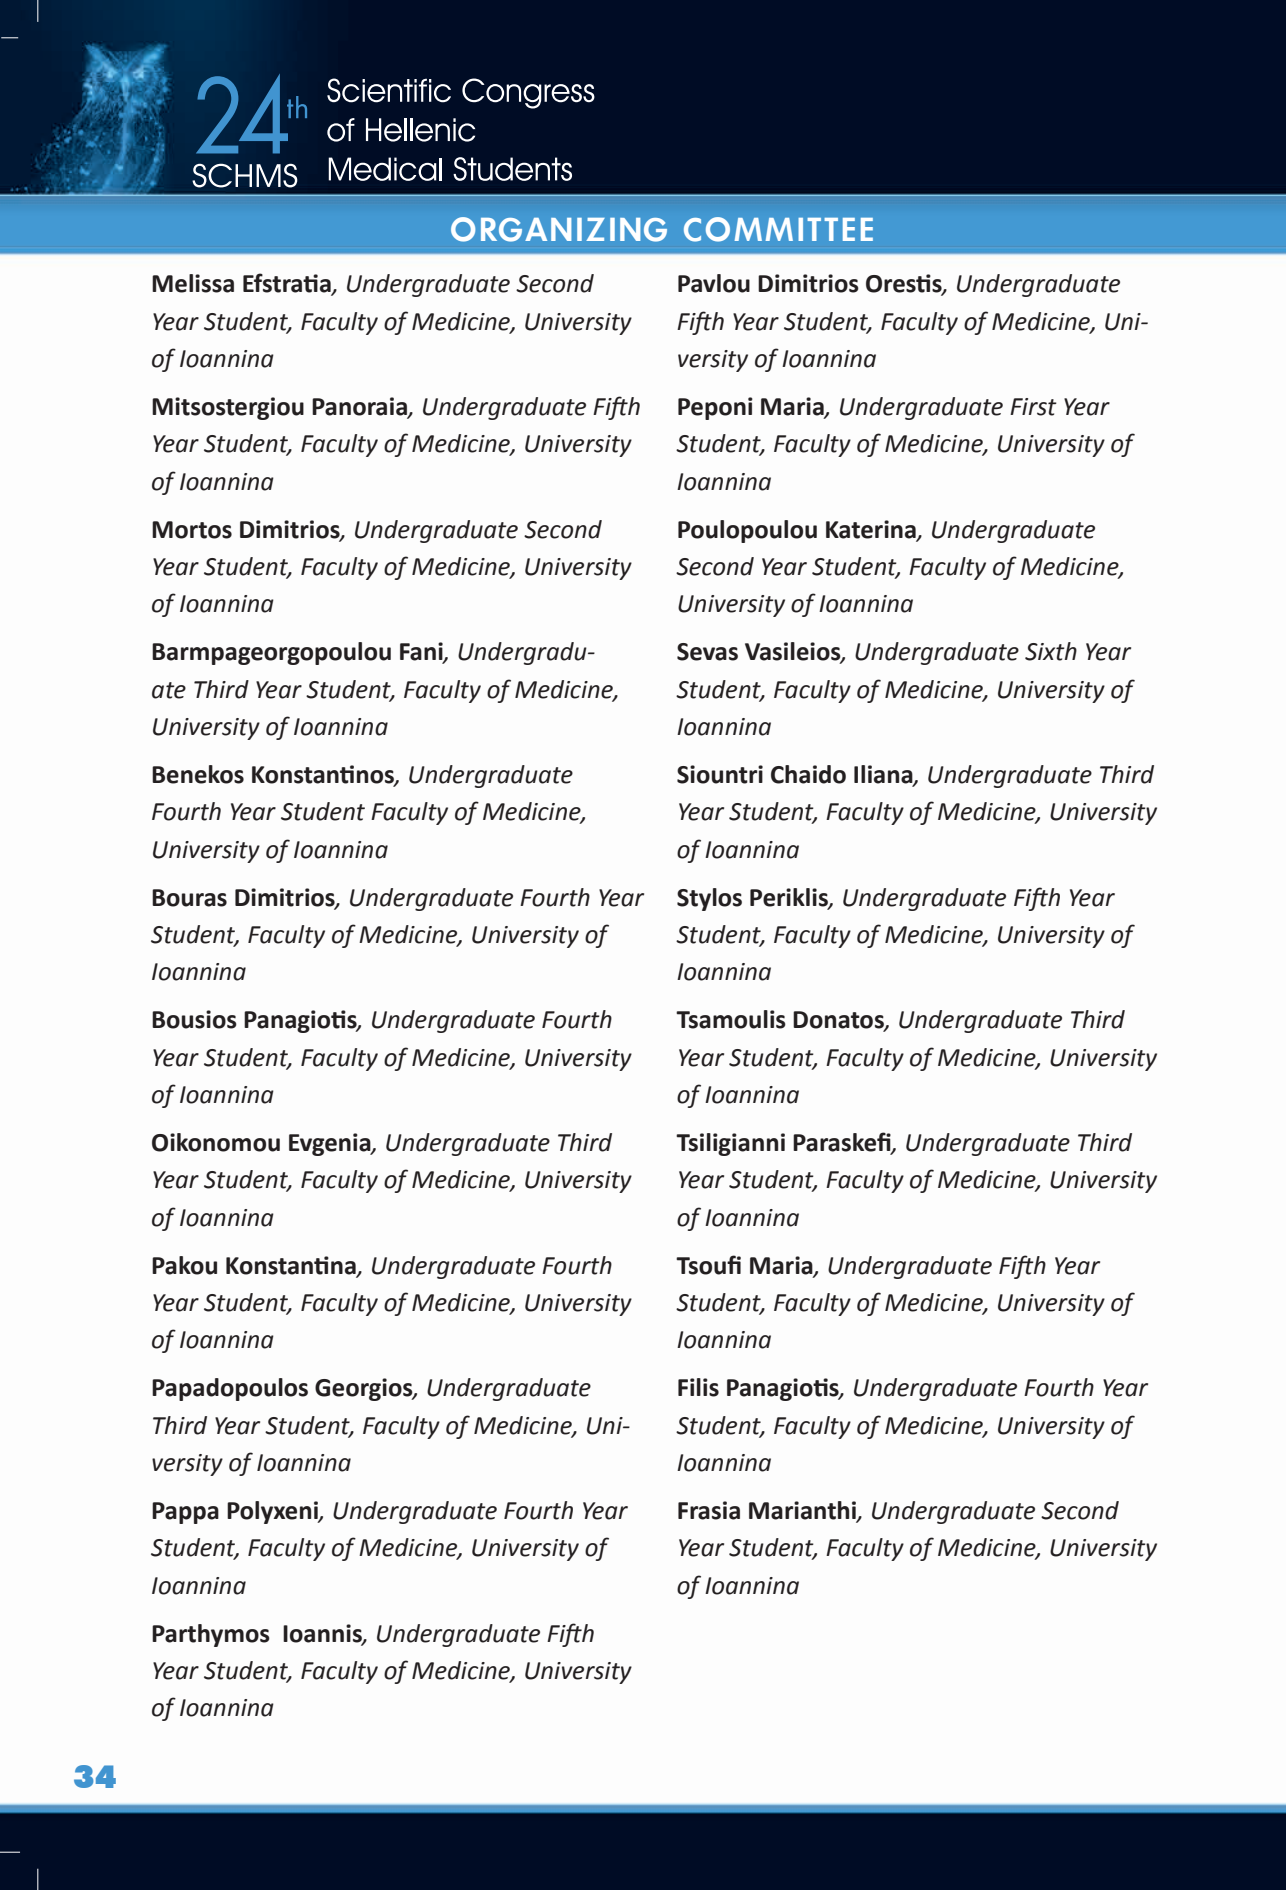 24th
SCHMS
Scientific Congress
of Hellenic
Medical Students
ORGANIZING COMMITTEE
Melissa Efstratia, Undergraduate Second
Year Student, Faculty of Medicine, University
of Ioannina
Mitsostergiou Panoraia, Undergraduate Fifth
Year Student, Faculty of Medicine, University
of Ioannina
Mortos Dimitrios, Undergraduate Second
Year Student, Faculty of Medicine, University
of Ioannina
Barmpageorgopoulou Fani, Undergradu-
ate Third Year Student, Faculty of Medicine,
University of Ioannina
Benekos Konstantinos, Undergraduate
Fourth Year Student Faculty of Medicine,
University of Ioannina
Bouras Dimitrios, Undergraduate Fourth Year
Student, Faculty of Medicine, University of
Ioannina
Bousios Panagiotis, Undergraduate Fourth
Year Student, Faculty of Medicine, University
of Ioannina
Oikonomou Evgenia, Undergraduate Third
Year Student, Faculty of Medicine, University
of Ioannina
Pakou Konstantina, Undergraduate Fourth
Year Student, Faculty of Medicine, University
of Ioannina
Papadopoulos Georgios, Undergraduate
Third Year Student, Faculty of Medicine, Uni-
versity of Ioannina
Pappa Polyxeni, Undergraduate Fourth Year
Student, Faculty of Medicine, University of
Ioannina
Parthymos Ioannis, Undergraduate Fifth
Year Student, Faculty of Medicine, University
of Ioannina
Pavlou Dimitrios Orestis, Undergraduate
Fifth Year Student, Faculty of Medicine, Uni-
versity of Ioannina
Peponi Maria, Undergraduate First Year
Student, Faculty of Medicine, University of
Ioannina
Poulopoulou Katerina, Undergraduate
Second Year Student, Faculty of Medicine,
University of Ioannina
Sevas Vasileios, Undergraduate Sixth Year
Student, Faculty of Medicine, University of
Ioannina
Siountri Chaido Iliana, Undergraduate Third
Year Student, Faculty of Medicine, University
of Ioannina
Stylos Periklis, Undergraduate Fifth Year
Student, Faculty of Medicine, University of
Ioannina
Tsamoulis Donatos, Undergraduate Third
Year Student, Faculty of Medicine, University
of Ioannina
Tsiligianni Paraskefi, Undergraduate Third
Year Student, Faculty of Medicine, University
of Ioannina
Tsoufi Maria, Undergraduate Fifth Year
Student, Faculty of Medicine, University of
Ioannina
Filis Panagiotis, Undergraduate Fourth Year
Student, Faculty of Medicine, University of
Ioannina
Frasia Marianthi, Undergraduate Second
Year Student, Faculty of Medicine, University
of Ioannina
34